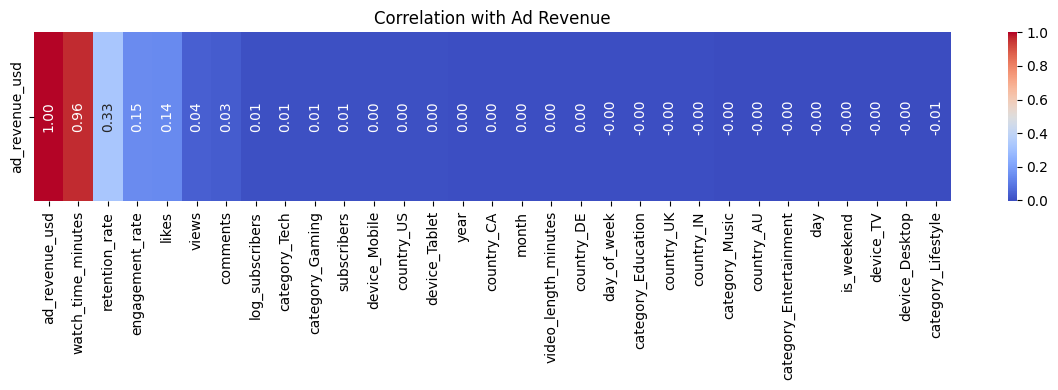 Correlation with Ad Revenue
ad_revenue_usd
1.00
0.96
0.33
0.15
0.14
0.04
0.03
0.01
0.01
0.01
0.01
0.00
0.00
0.00
0.00
0.00
0.00
0.00
0.00
-0.00
-0.00
-0.00
-0.00
-0.00
-0.00
-0.00
-0.00
-0.00
-0.00
-0.00
-0.01
1.0
0.8
0.6
0.4
0.2
0.0
ad_revenue_usd
watch_time_minutes
retention_rate
engagement_rate
likes
views
comments
log_subscribers
category_Tech
category_Gaming
subscribers
device_Mobile
country_US
device_Tablet
year
country_CA
month
video_length_minutes
country_DE
day_of_week
category_Education
country_UK
country_IN
category_Music
country_AU
category_Entertainment
day
is_weekend
device_TV
device_Desktop
category_Lifestyle